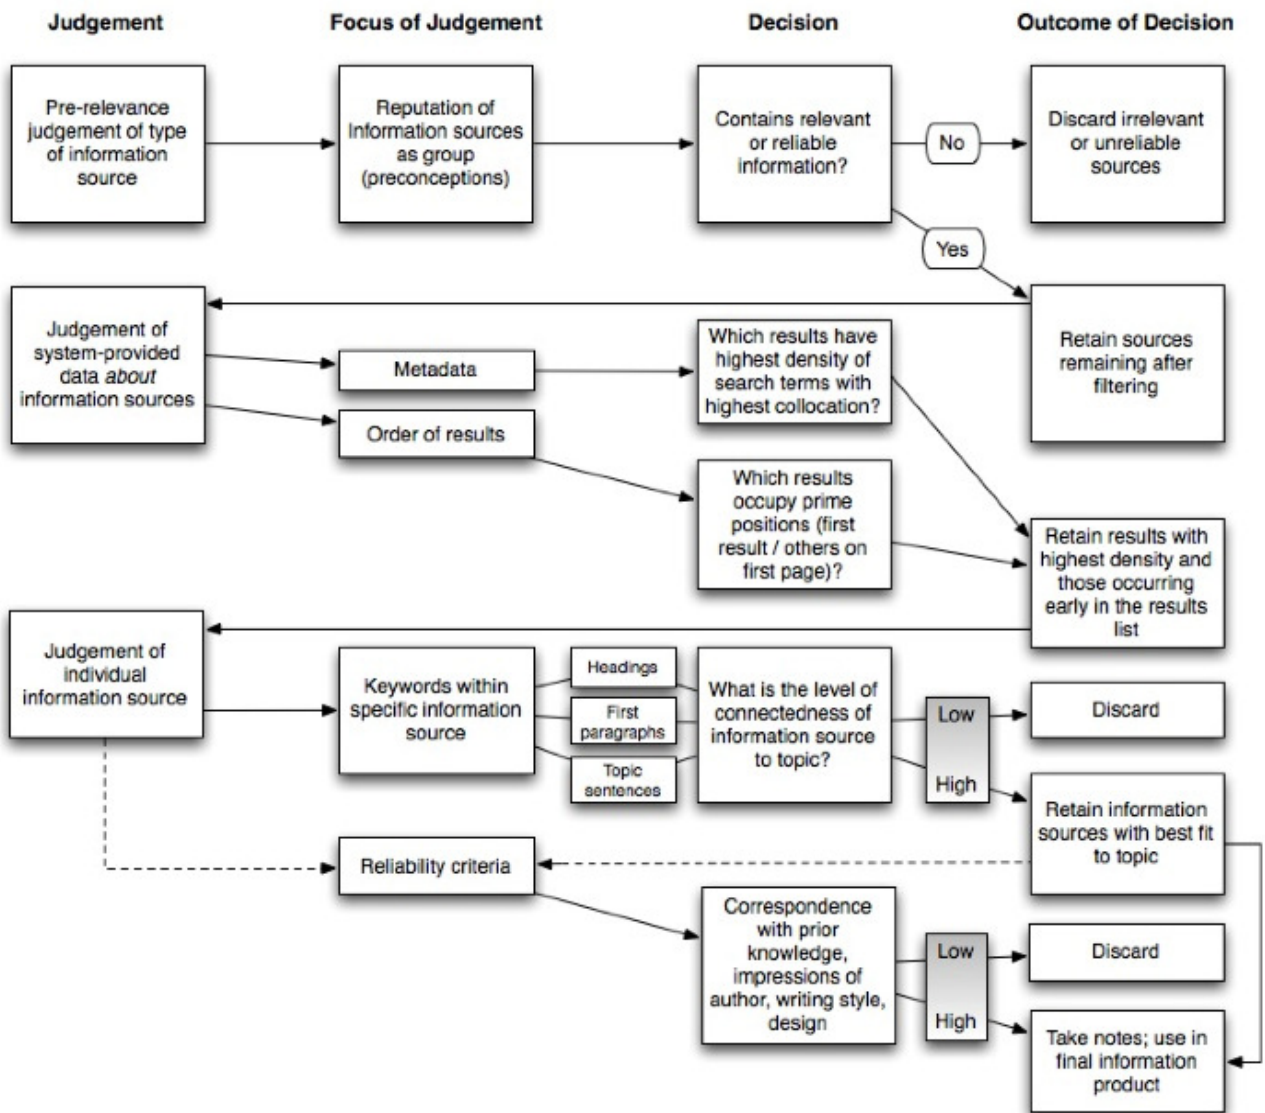 Judgement
Focus of Judgement
Decision
Outcome of Decision
Pre-relevance
judgement of type
of information
source
Reputation of
Information sources
as group
(preconceptions)
Contains relevant
or reliable
information?
No
Discard irrelevant
or unreliable
sources
Yes
Judgement of
system-provided
data about
information sources
Metadata
Order of results
Which results have
highest density of
search terms with
highest collocation?
Retain sources
remaining after
filtering
Which results
occupy prime
positions (first
result / others on
first page)?
Retain results with
highest density and
those occurring
early in the results
list
Judgement of
individual
information source
Keywords within
specific information
source
Headings
First
paragraphs
Topic
sentences
What is the level of
connectedness of
information source
to topic?
Low
High
Discard
Retain information
sources with best fit
to topic
Reliability criteria
Correspondence
with prior
knowledge,
impressions of
author, writing style,
design
Low
High
Discard
Take notes; use in
final information
product